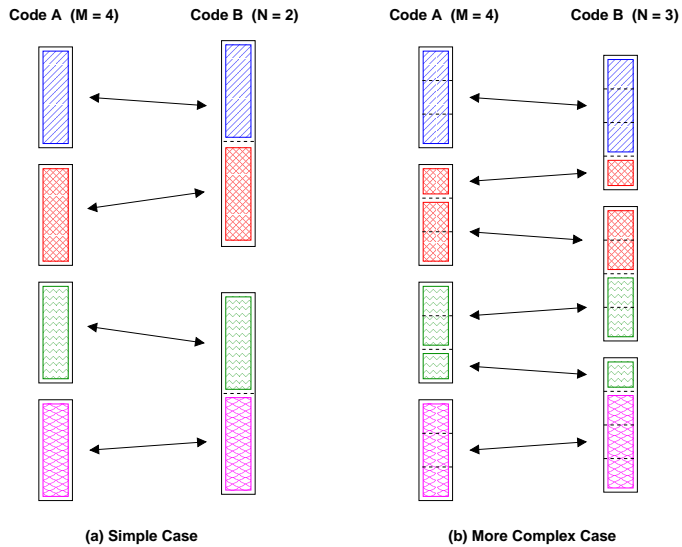 Code A (M = 4) Code B (N = 2) Code A (M = 4) Code B (N = 3)
(a) Simple Case (b) More Complex Case